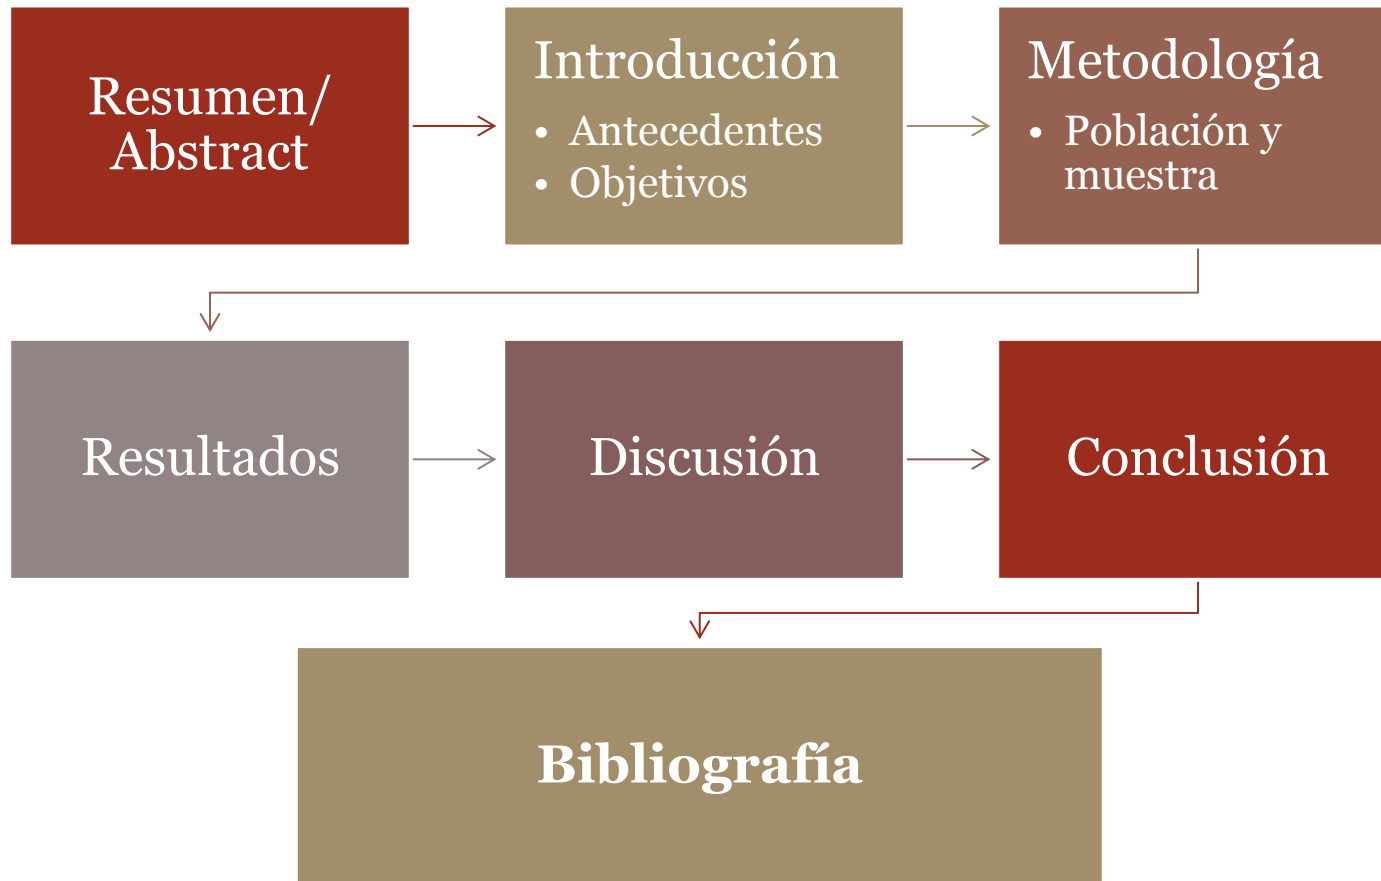 Resumen/
Abstract
Introducción
• Antecedentes
• Objetivos
Metodología
• Población y
muestra
Resultados
Discusión
Conclusión
Bibliografía